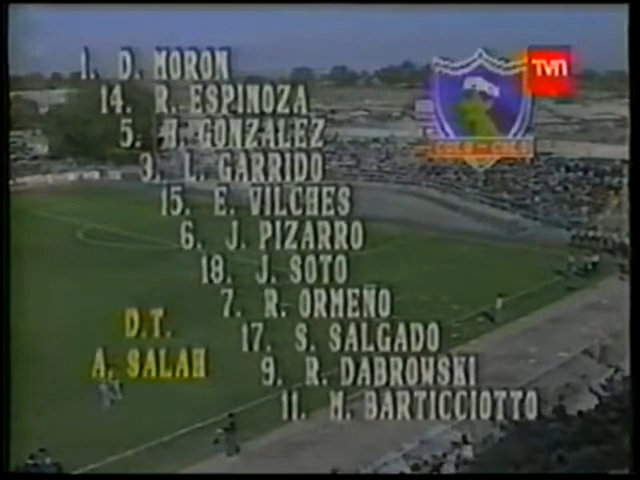 1. D. MORON
14. R. ESPINOZA
5. H. GONZALEZ
3. L. GARRIDO
15. E. VILCHES
6. J. PIZARRO
18. J. SOTO
7. R. ORMEÑO
17. S. SALGADO
9. R. DABROWSKI
11. M. BARTICCIOTTO
D.T.
A. SALAH
TVN